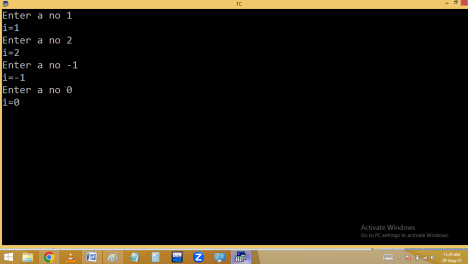 TC
Enter a no 1
i=1
Enter a no 2
i=2
Enter a no -1
i=-1
Enter a no 0
i=0
Activate Windows
Go to PC settings to activate Windows.